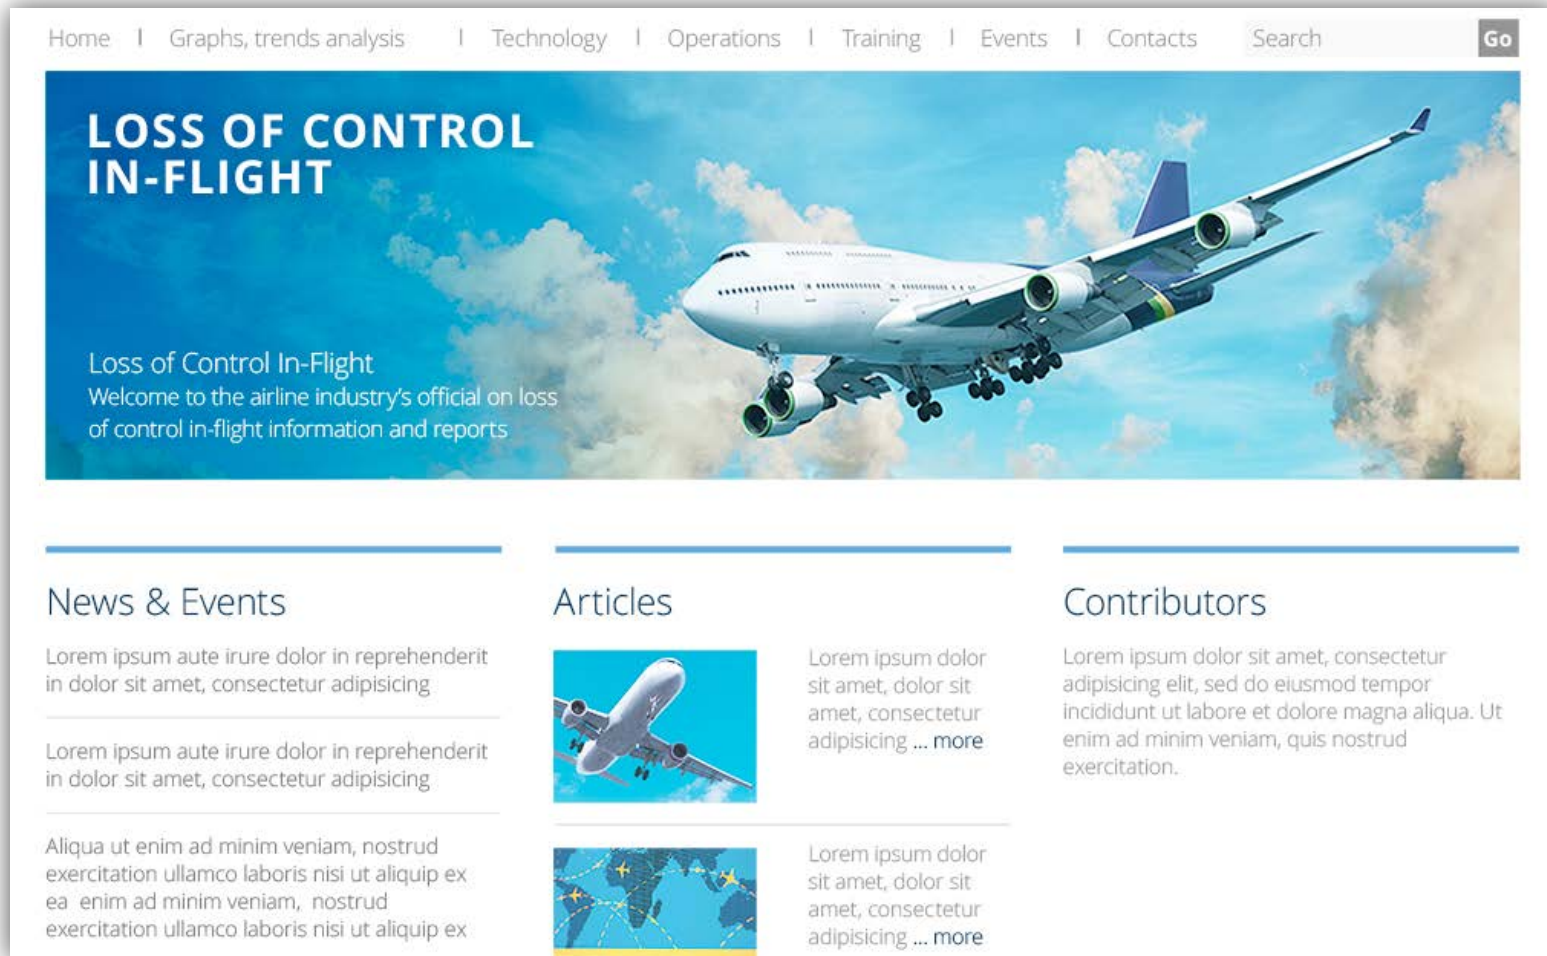 Home | Graphs, trends analysis | Technology | Operations | Training | Events | Contacts Search Go
LOSS OF CONTROL
IN-FLIGHT
Loss of Control In-Flight
Welcome to the airline industry's official on loss
of control in-flight information and reports
News & Events
Lorem ipsum aute irure dolor in reprehenderit
in dolor sit amet, consectetur adipisicing
Lorem ipsum aute irure dolor in reprehenderit
in dolor sit amet, consectetur adipisicing
Aliqua ut enim ad minim veniam, nostrud
exercitation ullamco laboris nisi ut aliquip ex
ea enim ad minim veniam, nostrud
exercitation ullamco laboris nisi ut aliquip ex
Articles
Lorem ipsum dolor
sit amet, dolor sit
amet, consectetur
adipisicing ... more
Lorem ipsum dolor
sit amet, dolor sit
amet, consectetur
adipisicing ... more
Contributors
Lorem ipsum dolor sit amet, consectetur
adipisicing elit, sed do eiusmod tempor
incididunt ut labore et dolore magna aliqua. Ut
enim ad minim veniam, quis nostrud
exercitation.